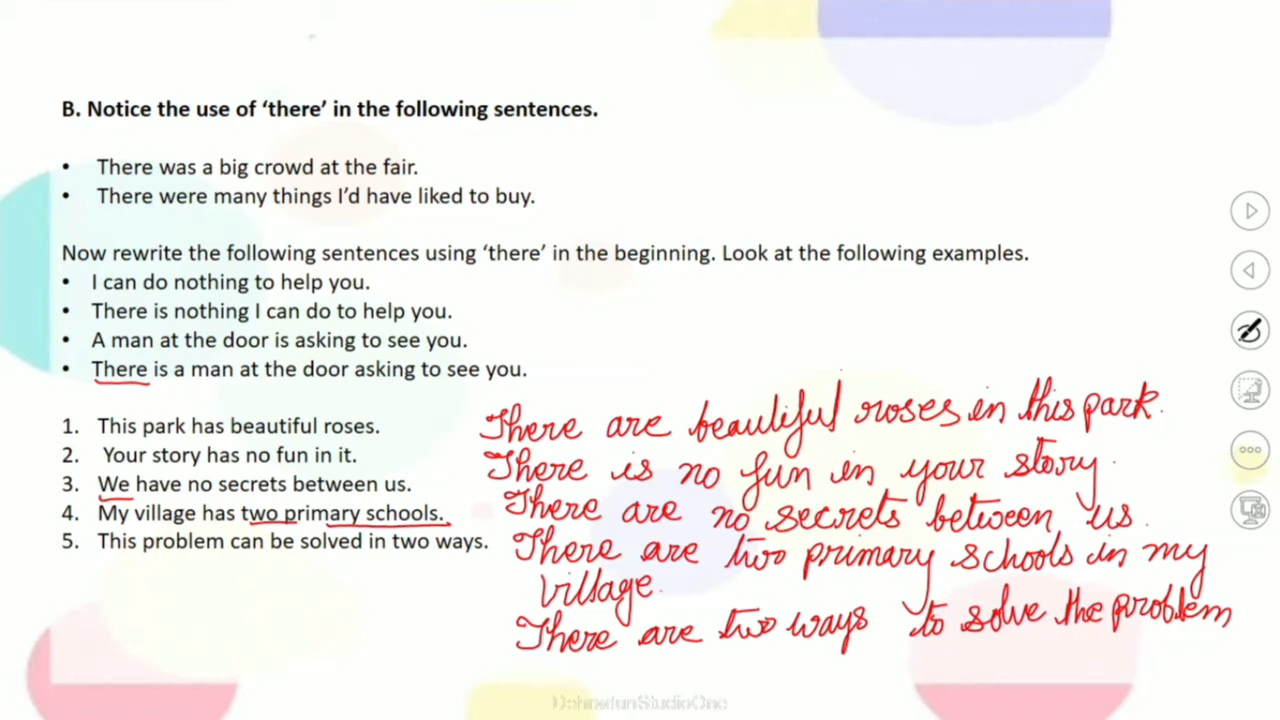 B. Notice the use of ‘there’ in the following sentences.
• There was a big crowd at the fair.
• There were many things I’d have liked to buy.
Now rewrite the following sentences using ‘there’ in the beginning. Look at the following examples.
• I can do nothing to help you.
• There is nothing I can do to help you.
• A man at the door is asking to see you.
• There is a man at the door asking to see you.
1. This park has beautiful roses.
2. Your story has no fun in it.
3. We have no secrets between us.
4. My village has two primary schools.
5. This problem can be solved in two ways.
There are beautiful roses in this park.
There is no fun in your story.
There are no secrets between us.
There are two primary schools in my
village.
There are two ways to solve the problem
DehradunStudioOne